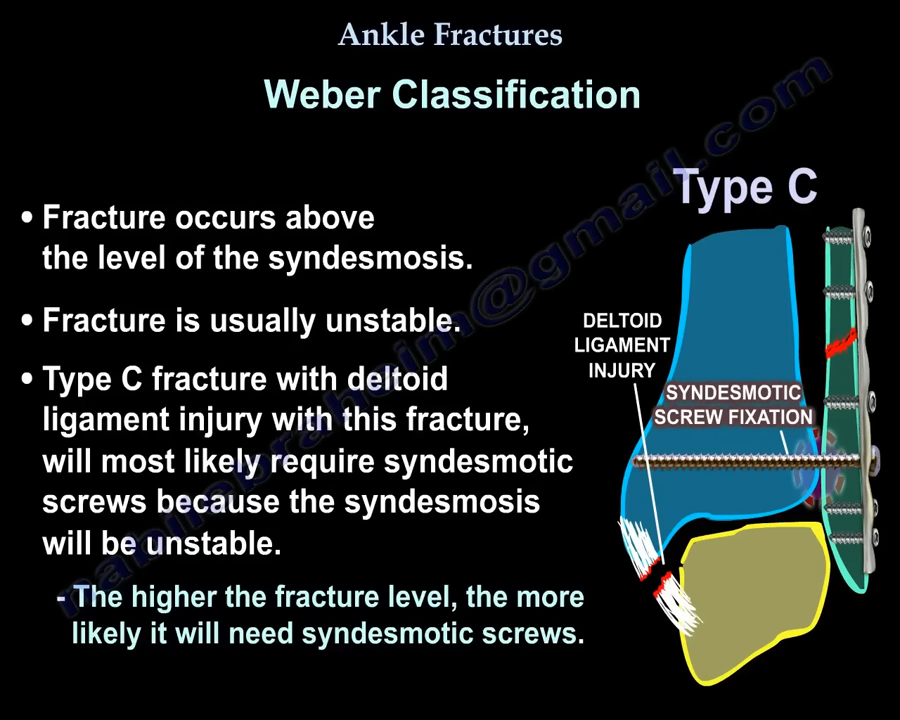 Ankle Fractures
Weber Classification
Type C
• Fracture occurs above
the level of the syndesmosis.
• Fracture is usually unstable.
• Type C fracture with deltoid
ligament injury with this fracture,
will most likely require syndesmotic
screws because the syndesmosis
will be unstable.
- The higher the fracture level, the more
likely it will need syndesmotic screws.
DELTOID
LIGAMENT
INJURY
SYNDESMOTIC
SCREW FIXATION
nabilebraheim@gmail.com